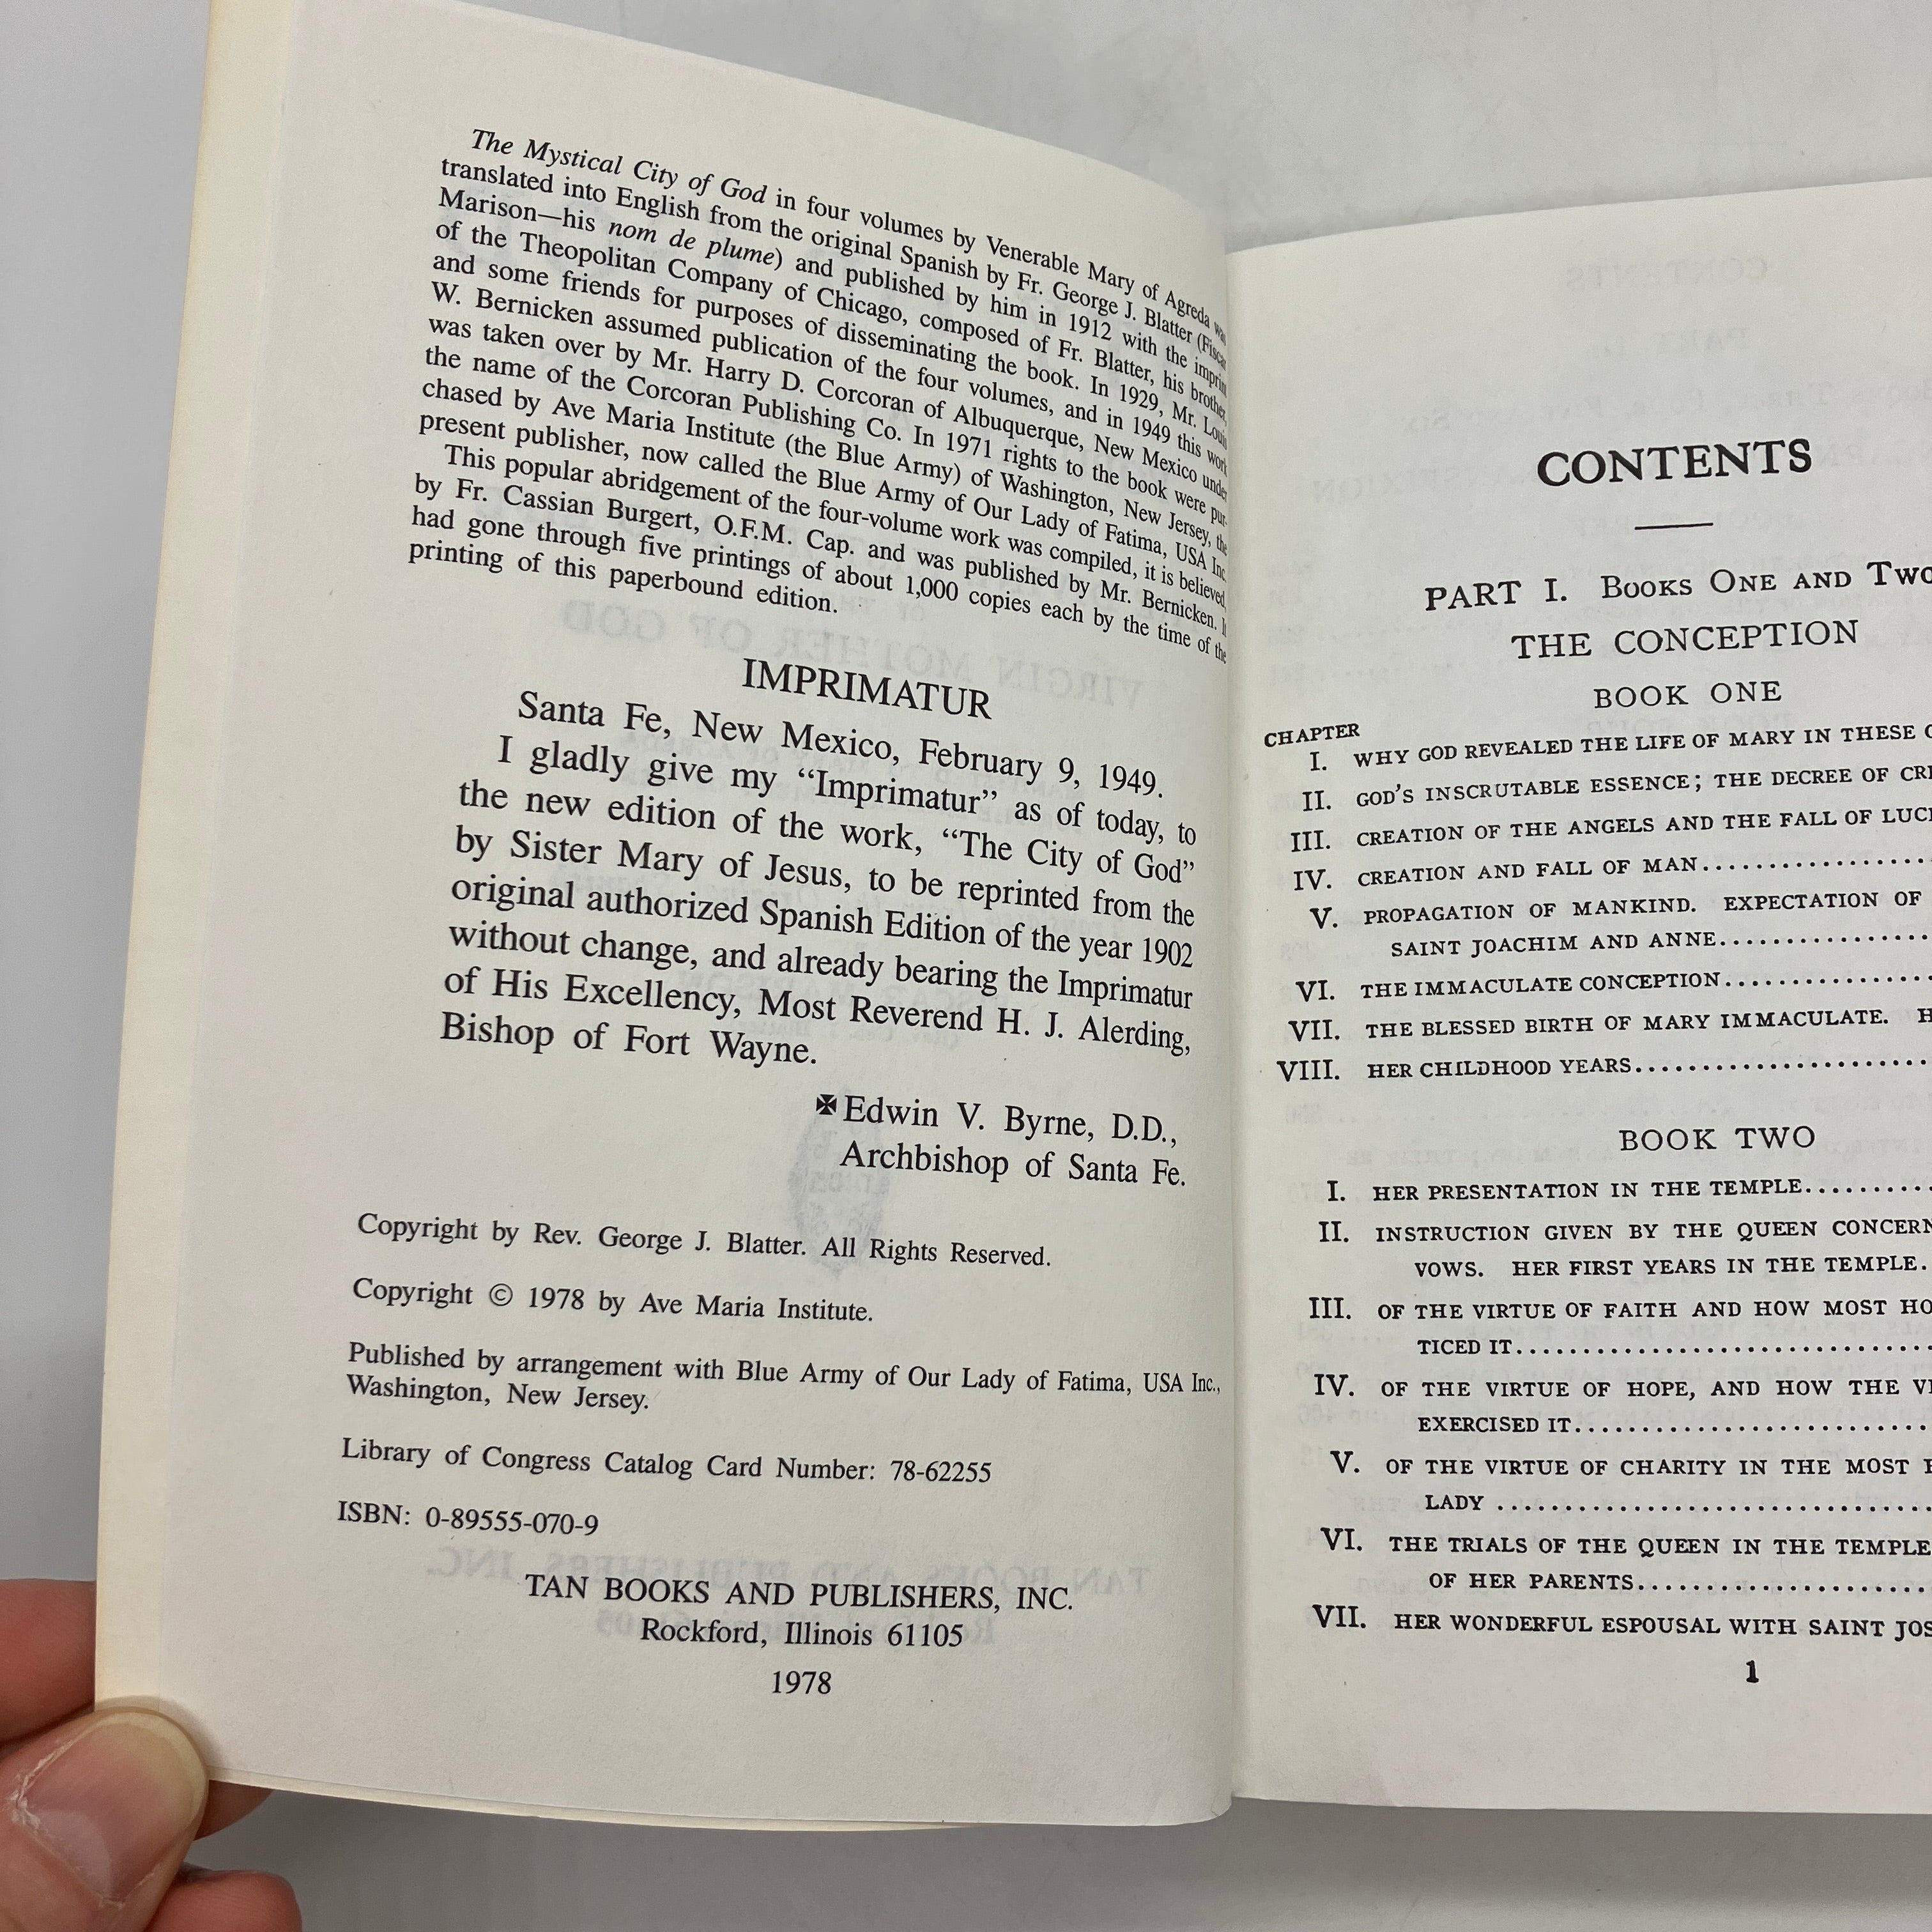 The Mystical City of God in four volumes by Venerable Mary of Agreda was
translated into English from the original Spanish by Fr. George J. Blatter (Fiscar
Marison—his nom de plume) and published by him in 1912 with the imprint
of the Theopolitan Company of Chicago, composed of Fr. Blatter, his brother,
and some friends for purposes of disseminating the book. In 1929, Mr. Louis
W. Bernicken assumed publication of the four volumes, and in 1949 this work
was taken over by Mr. Harry D. Corcoran of Albuquerque, New Mexico under
the name of the Corcoran Publishing Co. In 1971 rights to the book were pur-
chased by Ave Maria Institute (the Blue Army) of Washington, New Jersey, the
present publisher, now called the Blue Army of Our Lady of Fatima, USA Inc.
This popular abridgement of the four-volume work was compiled, it is believed,
by Fr. Cassian Burgert, O.F.M. Cap. and was published by Mr. Bernicken. It
had gone through five printings of about 1,000 copies each by the time of the
printing of this paperbound edition.
IMPRIMATUR
Santa Fe, New Mexico, February 9, 1949.
I gladly give my “Imprimatur” as of today, to
the new edition of the work, “The City of God”
by Sister Mary of Jesus, to be reprinted from the
original authorized Spanish Edition of the year 1902
without change, and already bearing the Imprimatur
of His Excellency, Most Reverend H. J. Alerding,
Bishop of Fort Wayne.
✠Edwin V. Byrne, D.D.,
Archbishop of Santa Fe.
Copyright by Rev. George J. Blatter. All Rights Reserved.
Copyright © 1978 by Ave Maria Institute.
Published by arrangement with Blue Army of Our Lady of Fatima, USA Inc.,
Washington, New Jersey.
Library of Congress Catalog Card Number: 78-62255
ISBN: 0-89555-070-9
TAN BOOKS AND PUBLISHERS, INC.
Rockford, Illinois 61105
1978
CONTENTS
PART I. BOOKS ONE AND TWO
THE CONCEPTION
BOOK ONE
CHAPTER
I. WHY GOD REVEALED THE LIFE OF MARY IN THESE
II. GOD'S INSCRUTABLE ESSENCE; THE DECREE OF
III. CREATION OF THE ANGELS AND THE FALL OF
IV. CREATION AND FALL OF MAN................
V. PROPAGATION OF MANKIND. EXPECTATION OF
SAINT JOACHIM AND ANNE................
VI. THE IMMACULATE CONCEPTION................
VII. THE BLESSED BIRTH OF MARY IMMACULATE.
VIII. HER CHILDHOOD YEARS................
BOOK TWO
I. HER PRESENTATION IN THE TEMPLE..........
II. INSTRUCTION GIVEN BY THE QUEEN
VOWS. HER FIRST YEARS IN THE TEMPLE.
III. OF THE VIRTUE OF FAITH AND HOW MOST
TICED IT................
IV. OF THE VIRTUE OF HOPE, AND HOW THE
EXERCISED IT................
V. OF THE VIRTUE OF CHARITY IN THE MOST
LADY ................
VI. THE TRIALS OF THE QUEEN IN THE TEMPLE
OF HER PARENTS................
VII. HER WONDERFUL ESPOUSAL WITH SAINT
1